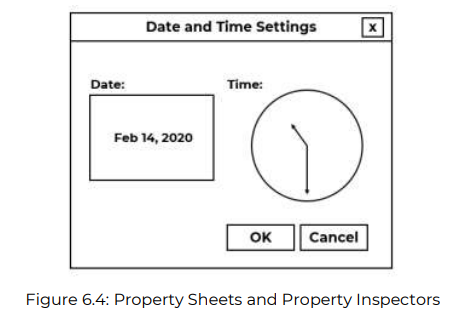 Date and Time Settings X
Date: Time:
Feb 14, 2020
OK Cancel
Figure 6.4: Property Sheets and Property Inspectors